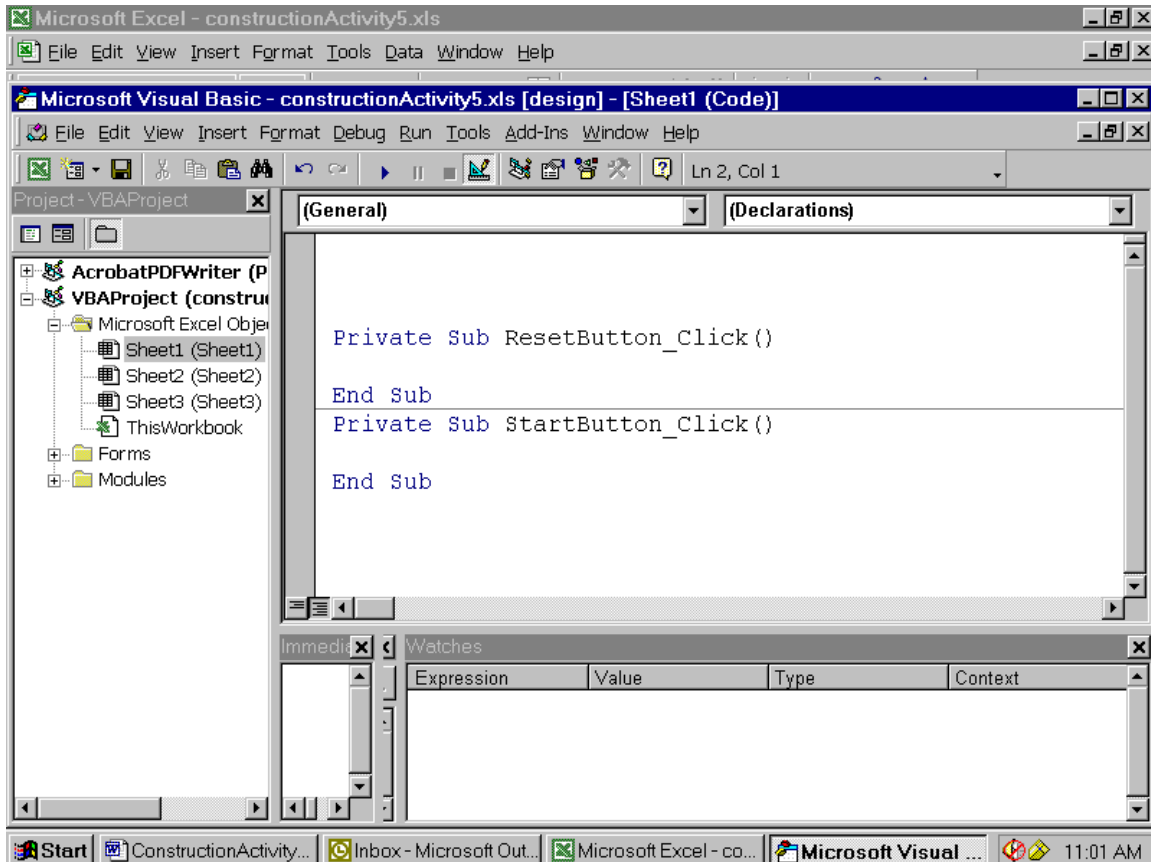 Microsoft Excel - constructionActivity5.xls
File Edit View Insert Format Tools Data Window Help
Microsoft Visual Basic - constructionActivity5.xls [design] - [Sheet1 (Code)]
File Edit View Insert Format Debug Run Tools Add-Ins Window Help
Ln 2, Col 1
Project - VBAProject
(General) (Declarations)
AcrobatPDFWriter (P
VBAProject (constru
Microsoft Excel Obje
Sheet1 (Sheet1)
Sheet2 (Sheet2)
Sheet3 (Sheet3)
ThisWorkbook
Forms
Modules
Private Sub ResetButton_Click()
End Sub
Private Sub StartButton_Click()
End Sub
Immedia
Watches
Expression Value Type Context
Start ConstructionActivity... Inbox - Microsoft Out... Microsoft Excel - co... Microsoft Visual ... 11:01 AM